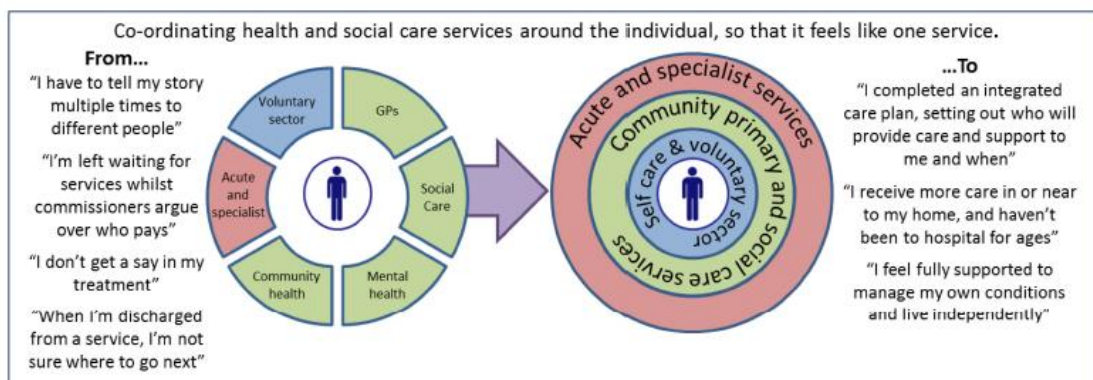 Co-ordinating health and social care services around the individual, so that it feels like one service.
From...
“I have to tell my story
multiple times to
different people”
“I’m left waiting for
services whilst
commissioners argue
over who pays”
“I don’t get a say in my
treatment”
“When I’m discharged
from a service, I’m not
sure where to go next”
Voluntary
sector
GPs
Acute
and
specialist
Social
Care
Community
health
Mental
health
Acute and specialist services
Community primary and social care services
Self care & voluntary sector
...To
“I completed an integrated
care plan, setting out who will
provide care and support to
me and when”
“I receive more care in or near
to my home, and haven’t
been to hospital for ages”
“I feel fully supported to
manage my own conditions
and live independently”